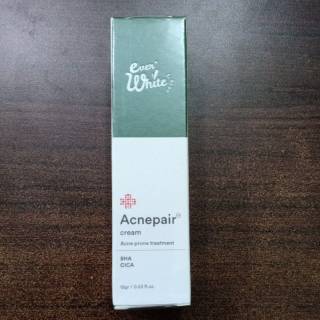 ever
White
Acnepair
cream
Acne prone treatment
BHA
CICA